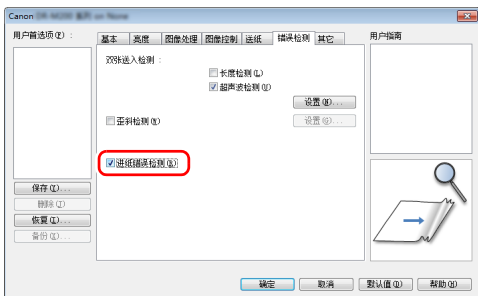 Canon
用户首选项(P)：
基本 亮度 图像处理 图像控制 送纸 错误检测 其它
用户指南
双张送入检测：
长度检测(L)
超声波检测(U)
设置(W)...
歪斜检测(K)
设置(G)...
进纸错误检测(S)
保存(Y)...
删除(J)
恢复(T)...
备份(X)...
确定 取消 默认值(D) 帮助(H)